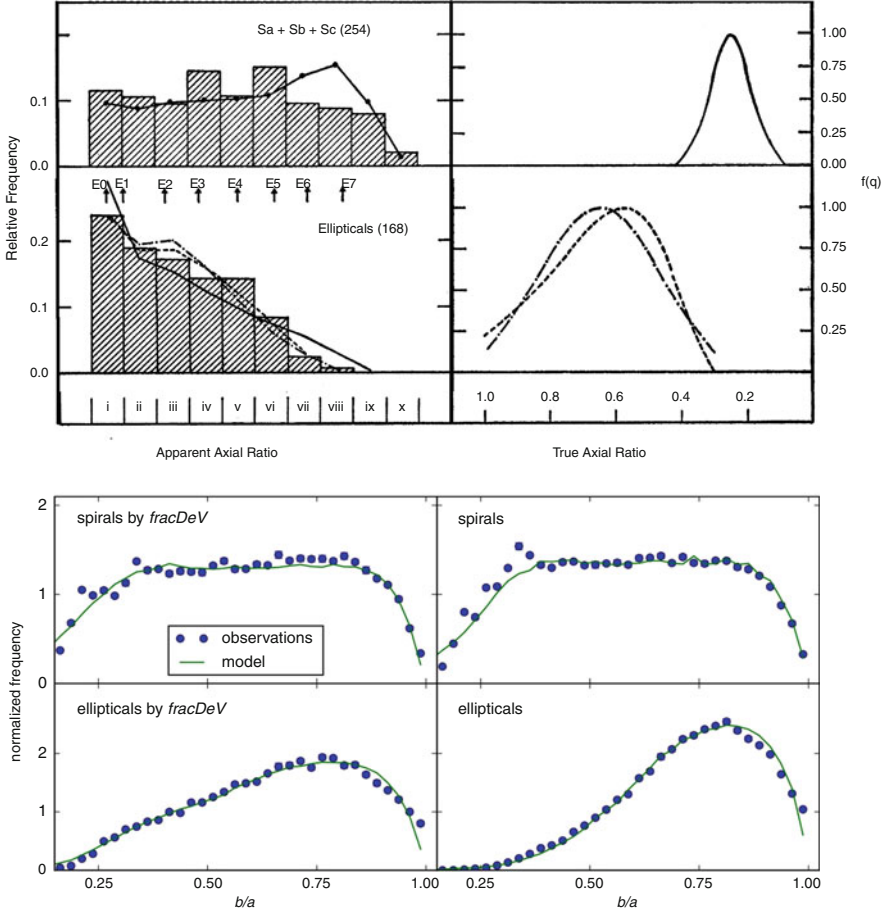 Sa + Sb + Sc (254)
Relative Frequency
0.1
0.0
1.00
0.75
0.50
0.25
0.00
E0 E1 E2 E3 E4 E5 E6 E7
Ellipticals (168)
0.2
0.1
0.0
f(q)
1.00
0.75
0.50
0.25
i ii iii iv v vi vii viii ix x
1.0 0.8 0.6 0.4 0.2
Apparent Axial Ratio
True Axial Ratio
normalized frequency
2
1
0
spirals by fracDeV
observations
model
spirals
2
1
0
ellipticals by fracDeV
ellipticals
0.25 0.50 0.75 1.00
0.25 0.50 0.75 1.00
b/a
b/a